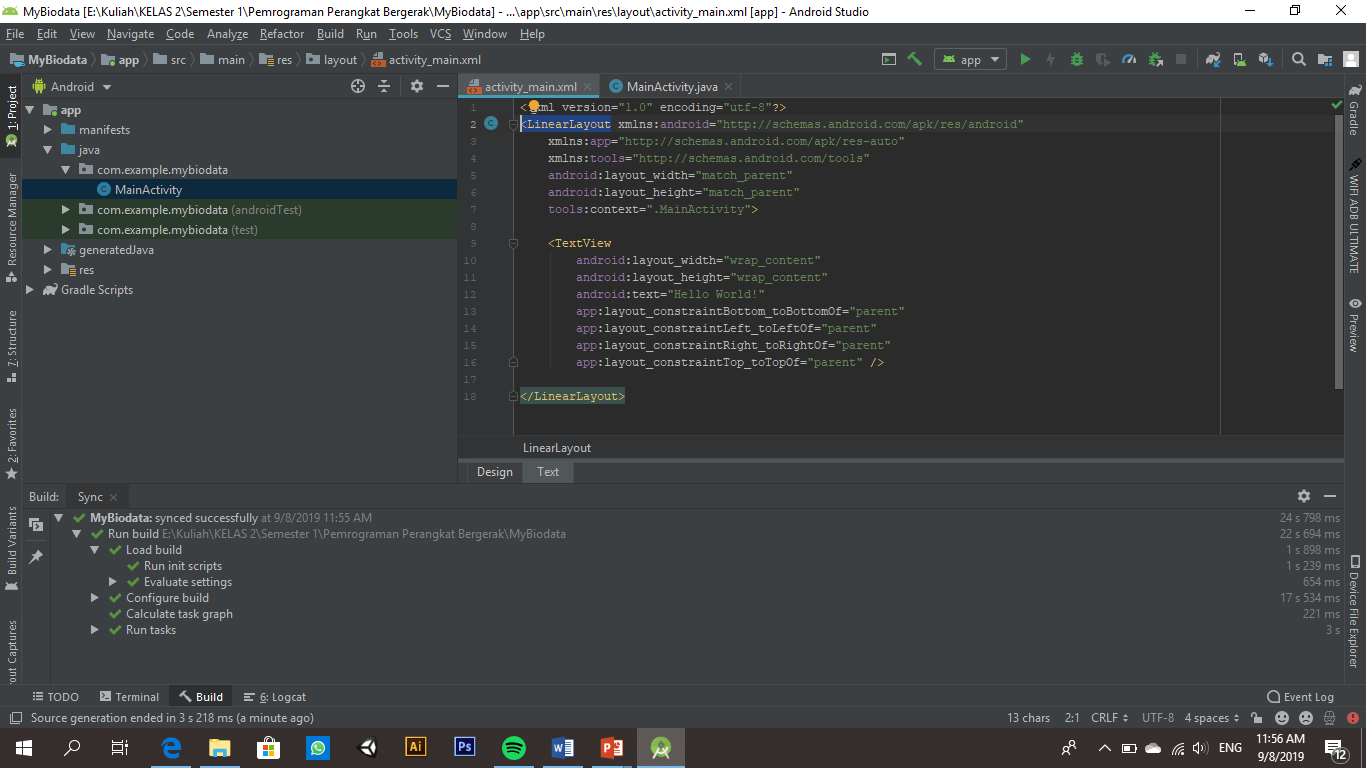 MyBiodata [E:\Kuliah\KELAS 2\Semester 1\Pemrograman Perangkat Bergerak\MyBiodata] - ...\app\src\main\res\layout\activity_main.xml [app] - Android Studio
File Edit View Navigate Code Analyze Refactor Build Run Tools VCS Window Help
MyBiodata app src main res layout activity_main.xml
app
Android
activity_main.xml
MainActivity.java
1: Project
Resource Manager
7: Structure
2: Favorites
Build Variants
out Captures
app
manifests
java
com.example.mybiodata
MainActivity
com.example.mybiodata (androidTest)
com.example.mybiodata (test)
generatedJava
res
Gradle Scripts
1 <?xml version="1.0" encoding="utf-8"?>
2 <LinearLayout xmlns:android="http://schemas.android.com/apk/res/android"
3 xmlns:app="http://schemas.android.com/apk/res-auto"
4 xmlns:tools="http://schemas.android.com/tools"
5 android:layout_width="match_parent"
6 android:layout_height="match_parent"
7 tools:context=".MainActivity">
8
9 <TextView
10 android:layout_width="wrap_content"
11 android:layout_height="wrap_content"
12 android:text="Hello World!"
13 app:layout_constraintBottom_toBottomOf="parent"
14 app:layout_constraintLeft_toLeftOf="parent"
15 app:layout_constraintRight_toRightOf="parent"
16 app:layout_constraintTop_toTopOf="parent" />
17
18 </LinearLayout>
LinearLayout
Design Text
Gradle
WIFI ADB ULTIMATE
Preview
Device File Explorer
Build: Sync
MyBiodata: synced successfully at 9/8/2019 11:55 AM 24 s 798 ms
Run build E:\Kuliah\KELAS 2\Semester 1\Pemrograman Perangkat Bergerak\MyBiodata 22 s 694 ms
Load build 1 s 898 ms
Run init scripts 1 s 239 ms
Evaluate settings 654 ms
Configure build 17 s 534 ms
Calculate task graph 221 ms
Run tasks 3 s
TODO Terminal Build 6: Logcat Event Log
Source generation ended in 3 s 218 ms (a minute ago) 13 chars 2:1 CRLF UTF-8 4 spaces
Ai Ps ENG
11:56 AM
9/8/2019
12